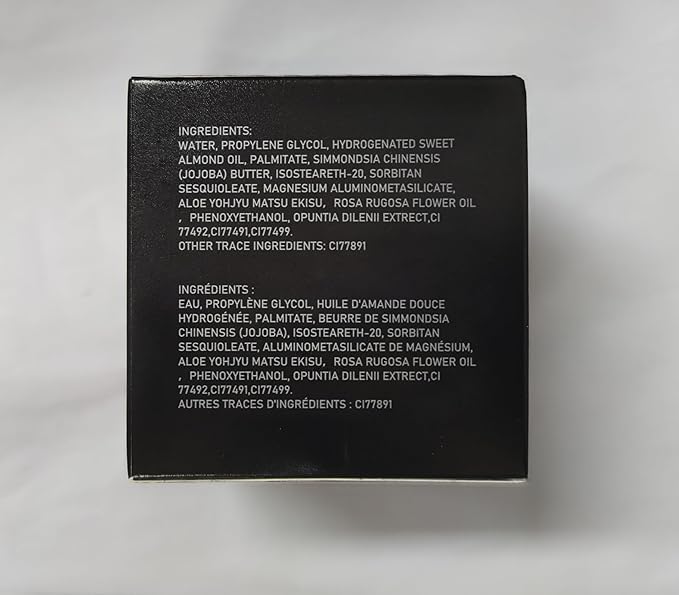 INGREDIENTS:
WATER, PROPYLENE GLYCOL, HYDROGENATED SWEET
ALMOND OIL, PALMITATE, SIMMONDSIA CHINENSIS
(JOJOBA) BUTTER, ISOSTEARETH-20, SORBITAN
SESQUIOLEATE, MAGNESIUM ALUMINOMETASILICATE,
ALOE YOHJYU MATSU EKISU, ROSA RUGOSA FLOWER OIL
, PHENOXYETHANOL, OPUNTIA DILENII EXTRECT,CI
77492,CI77491,CI77499.
OTHER TRACE INGREDIENTS: CI77891
INGRÉDIENTS :
EAU, PROPYLÈNE GLYCOL, HUILE D'AMANDE DOUCE
HYDROGÉNÉE, PALMITATE, BEURRE DE SIMMONDSIA
CHINENSIS (JOJOBA), ISOSTEARETH-20, SORBITAN
SESQUIOLEATE, ALUMINOMETASILICATE DE MAGNÉSIUM,
ALOE YOHJYU MATSU EKISU, ROSA RUGOSA FLOWER OIL
, PHENOXYETHANOL, OPUNTIA DILENII EXTRECT,CI
77492,CI77491,CI77499.
AUTRES TRACES D'INGRÉDIENTS : CI77891